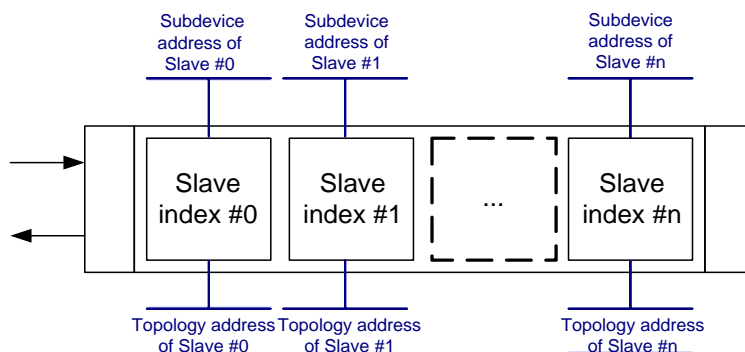 Subdevice
address of
Slave #0
Subdevice
address of
Slave #1
Subdevice
address of
Slave #n
Slave
index #0
Slave
index #1
...
Slave
index #n
Topology address
of Slave #0
Topology address
of Slave #1
Topology address
of Slave #n